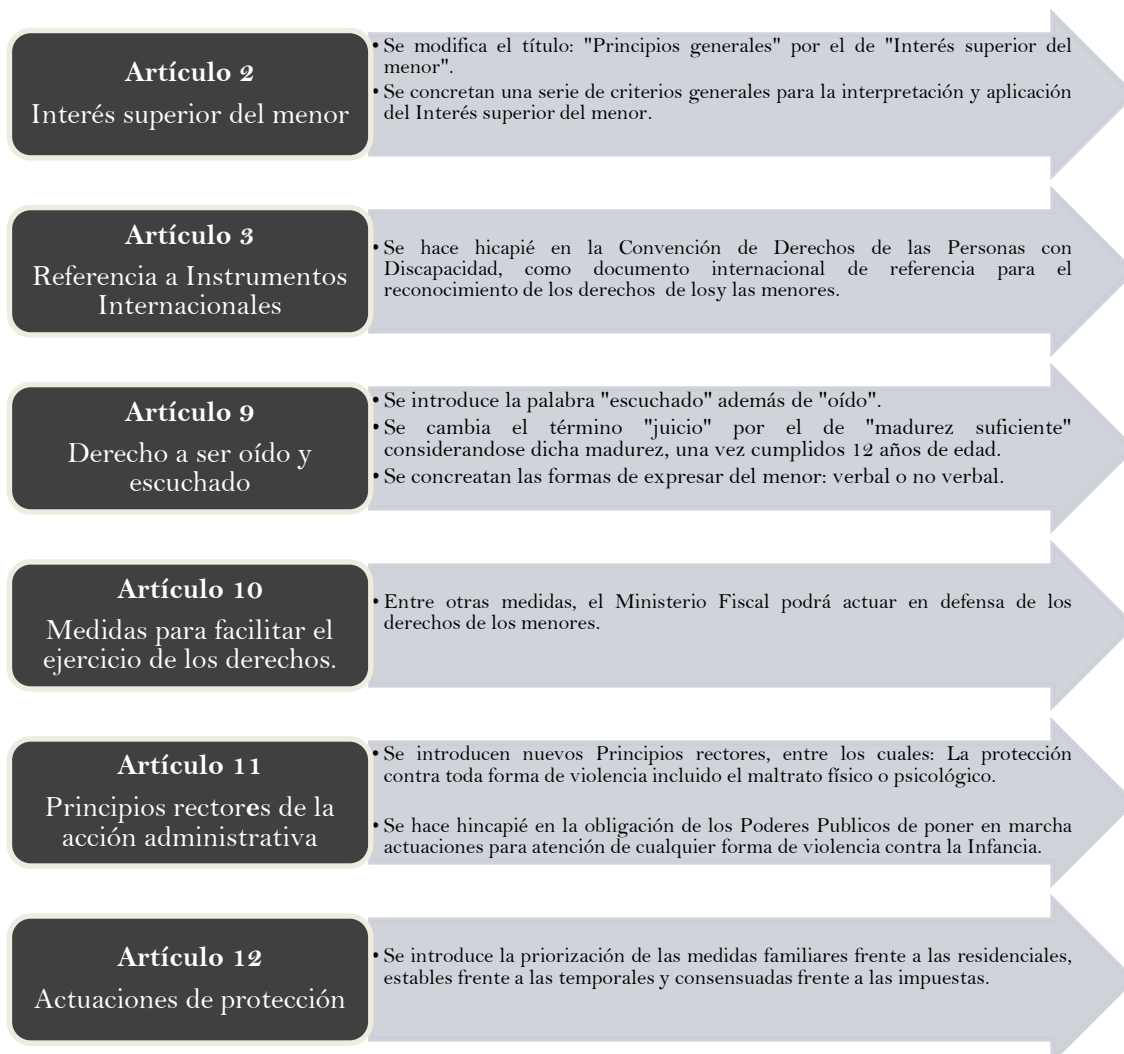 Artículo 2
Interés superior del menor
• Se modifica el título: "Principios generales" por el de "Interés superior del
menor".
• Se concretan una serie de criterios generales para la interpretación y aplicación
del Interés superior del menor.
Artículo 3
Referencia a Instrumentos
Internacionales
• Se hace hicapié en la Convención de Derechos de las Personas con
Discapacidad, como documento internacional de referencia para el
reconocimiento de los derechos de losy las menores.
Artículo 9
Derecho a ser oído y
escuchado
• Se introduce la palabra "escuchado" además de "oído".
• Se cambia el término "juicio" por el de "madurez suficiente"
considerandose dicha madurez, una vez cumplidos 12 años de edad.
• Se concreatan las formas de expresar del menor: verbal o no verbal.
Artículo 10
Medidas para facilitar el
ejercicio de los derechos.
• Entre otras medidas, el Ministerio Fiscal podrá actuar en defensa de los
derechos de los menores.
Artículo 11
Principios rectores de la
acción administrativa
• Se introducen nuevos Principios rectores, entre los cuales: La protección
contra toda forma de violencia incluido el maltrato físico o psicológico.
• Se hace hincapié en la obligación de los Poderes Publicos de poner en marcha
actuaciones para atención de cualquier forma de violencia contra la Infancia.
Artículo 12
Actuaciones de protección
• Se introduce la priorización de las medidas familiares frente a las residenciales,
estables frente a las temporales y consensuadas frente a las impuestas.